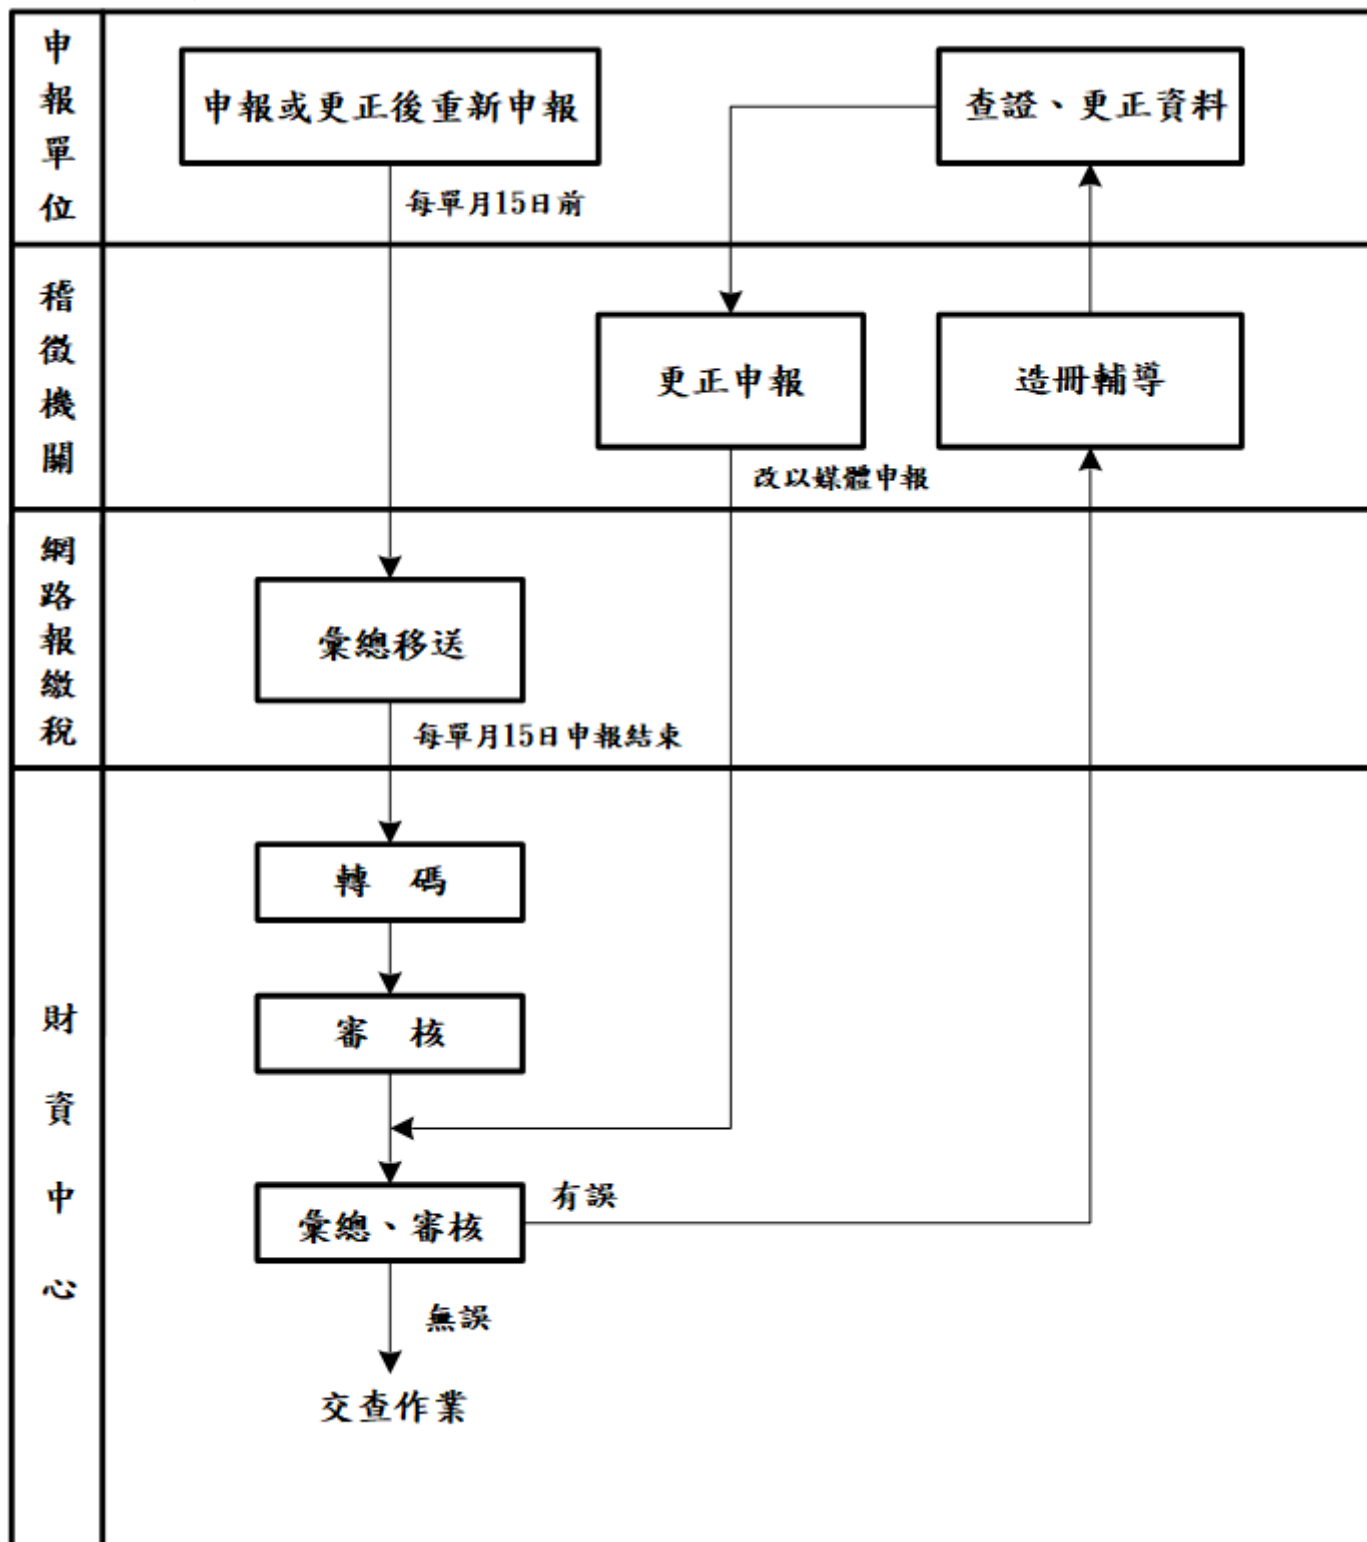 申報單位
申報或更正後重新申報
查證、更正資料
每單月15日前
稽徵機關
更正申報
造冊輔導
改以媒體申報
網路報繳稅
彙總移送
每單月15日申報結束
財資中心
轉　碼
審　核
彙總、審核
有誤
無誤
交查作業